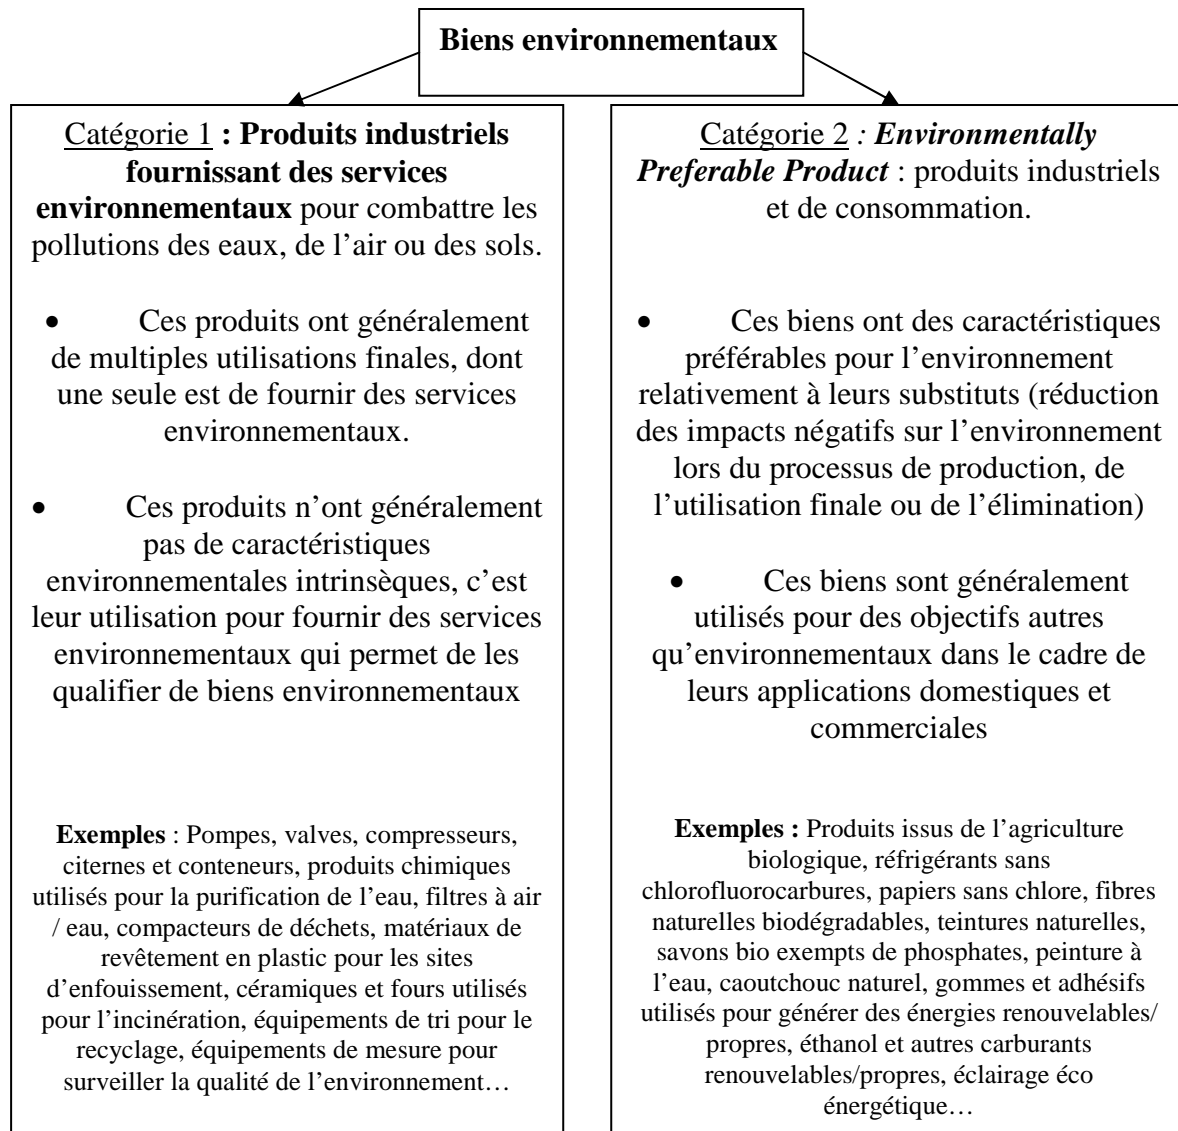 Biens environnementaux
Catégorie 1 : Produits industriels
fournissant des services
environnementaux pour combattre les
pollutions des eaux, de l’air ou des sols.
• Ces produits ont généralement
de multiples utilisations finales, dont
une seule est de fournir des services
environnementaux.
• Ces produits n’ont généralement
pas de caractéristiques
environnementales intrinsèques, c’est
leur utilisation pour fournir des services
environnementaux qui permet de les
qualifier de biens environnementaux
Exemples : Pompes, valves, compresseurs,
citernes et conteneurs, produits chimiques
utilisés pour la purification de l’eau, filtres à air
/ eau, compacteurs de déchets, matériaux de
revêtement en plastic pour les sites
d’enfouissement, céramiques et fours utilisés
pour l’incinération, équipements de tri pour le
recyclage, équipements de mesure pour
surveiller la qualité de l’environnement…
Catégorie 2 : Environmentally
Preferable Product : produits industriels
et de consommation.
• Ces biens ont des caractéristiques
préférables pour l’environnement
relativement à leurs substituts (réduction
des impacts négatifs sur l’environnement
lors du processus de production, de
l’utilisation finale ou de l’élimination)
• Ces biens sont généralement
utilisés pour des objectifs autres
qu’environnementaux dans le cadre de
leurs applications domestiques et
commerciales
Exemples : Produits issus de l’agriculture
biologique, réfrigérants sans
chlorofluorocarbures, papiers sans chlore, fibres
naturelles biodégradables, teintures naturelles,
savons bio exempts de phosphates, peinture à
l’eau, caoutchouc naturel, gommes et adhésifs
utilisés pour générer des énergies renouvelables/
propres, éthanol et autres carburants
renouvelables/propres, éclairage éco
énergétique…